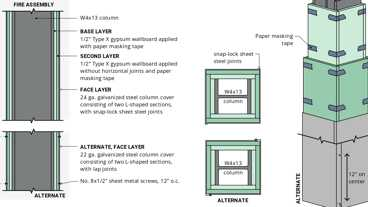 FIRE ASSEMBLY
W4x13 column
BASE LAYER
1/2" Type X gypsum wallboard applied
with paper masking tape
SECOND LAYER
1/2" Type X gypsum wallboard applied
without horizontal joints and paper
masking tape
FACE LAYER
24 ga. galvanized steel column cover
consisting of two L-shaped sections,
with snap-lock sheet steel joints
ALTERNATE, FACE LAYER
22 ga. galvanized steel column cover
consisting of two L-shaped sections,
with lap joints
No. 8x1/2" sheet metal screws, 12" o.c.
ALTERNATE
snap-lock sheet
steel joints
W4x13
column
W4x13
column
ALTERNATE
Paper masking
tape
12" on
center
ALTERNATE